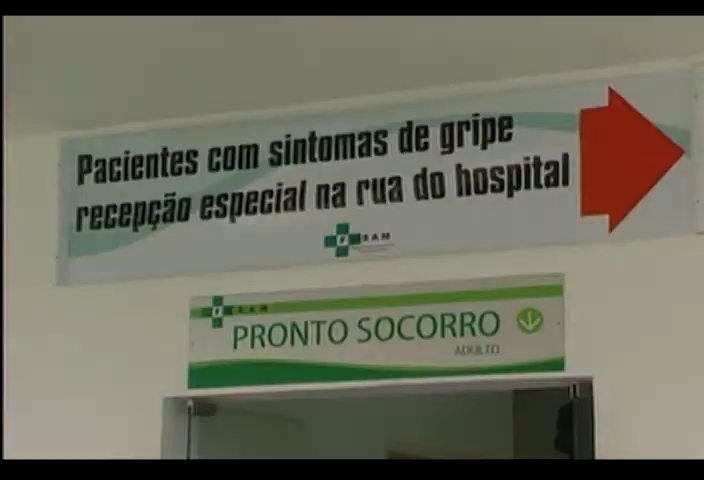 Pacientes com sintomas de gripe
recepção especial na rua do hospital
PRONTO SOCORRO
ADULTO